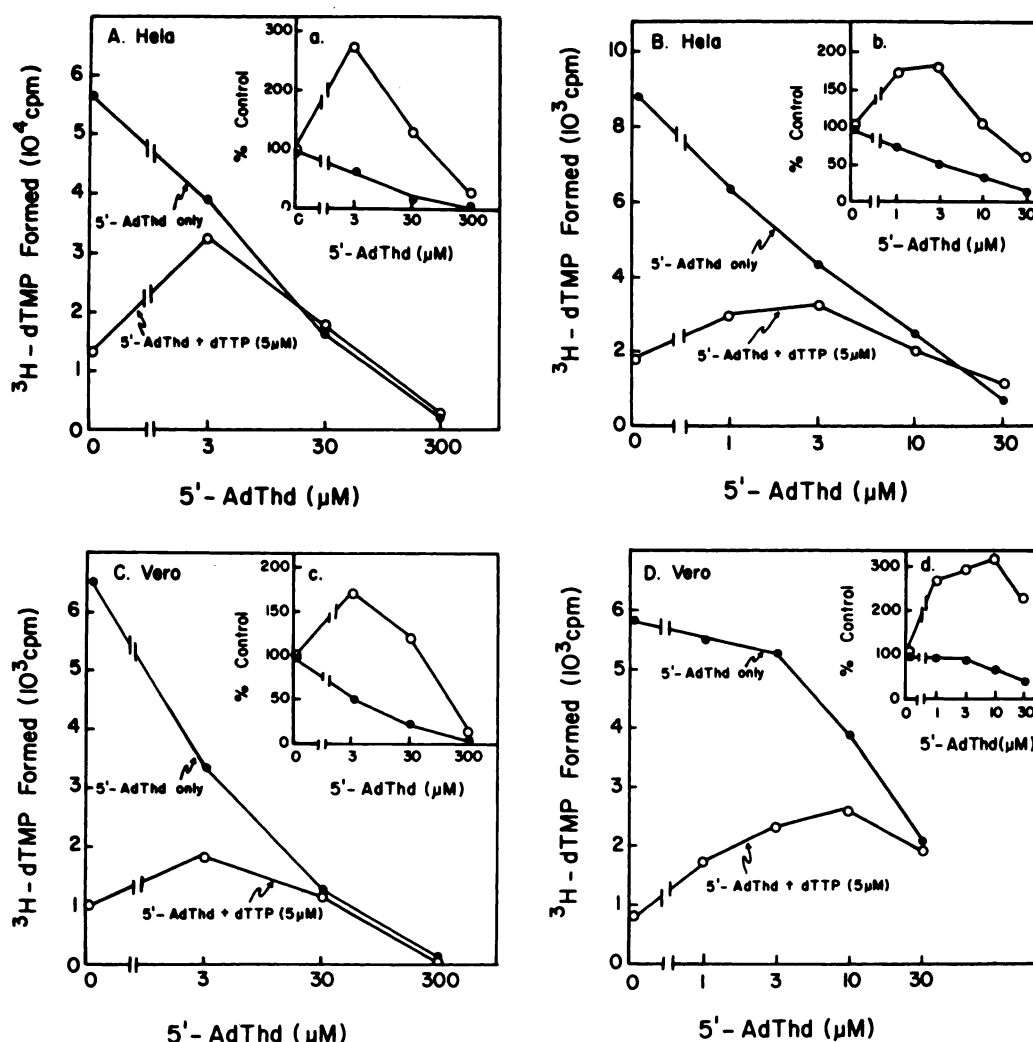 A. Hela
³H - dTMP Formed (10⁴cpm)
6
5
4
3
2
1
0
0
3
30
300
5'- AdThd (µM)
5'- AdThd only
5'- AdThd + dTTP (5µM)
a.
% Control
300
200
100
0
0
3
30
300
5'- AdThd (µM)
B. Hela
³H - dTMP Formed (10³cpm)
10
8
6
4
2
0
0
1
3
10
30
5'- AdThd (µM)
5'- AdThd only
5'- AdThd + dTTP (5µM)
b.
% Control
200
150
100
50
0
0
1
3
10
30
5'- AdThd (µM)
C. Vero
³H - dTMP Formed (10³cpm)
6
5
4
3
2
1
0
0
3
30
300
5'- AdThd (µM)
5'- AdThd only
5'- AdThd + dTTP (5µM)
c.
% Control
200
150
100
50
0
0
3
30
300
5'- AdThd (µM)
D. Vero
³H - dTMP Formed (10³cpm)
6
5
4
3
2
1
0
0
1
3
10
30
5'- AdThd (µM)
5'- AdThd only
5'- AdThd + dTTP (5µM)
d.
% Control
300
200
100
0
0
1
3
10
30
5'- AdThd(µM)